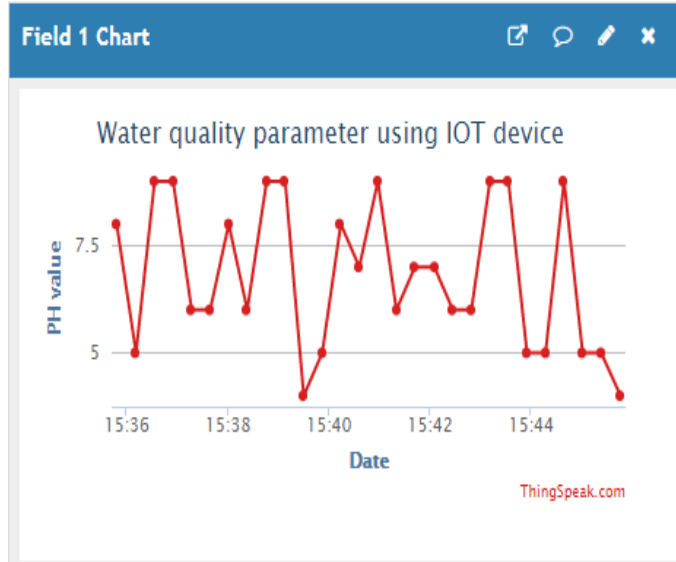 Field 1 Chart
Water quality parameter using IOT device
PH value
7.5
5
15:36 15:38 15:40 15:42 15:44
Date
ThingSpeak.com